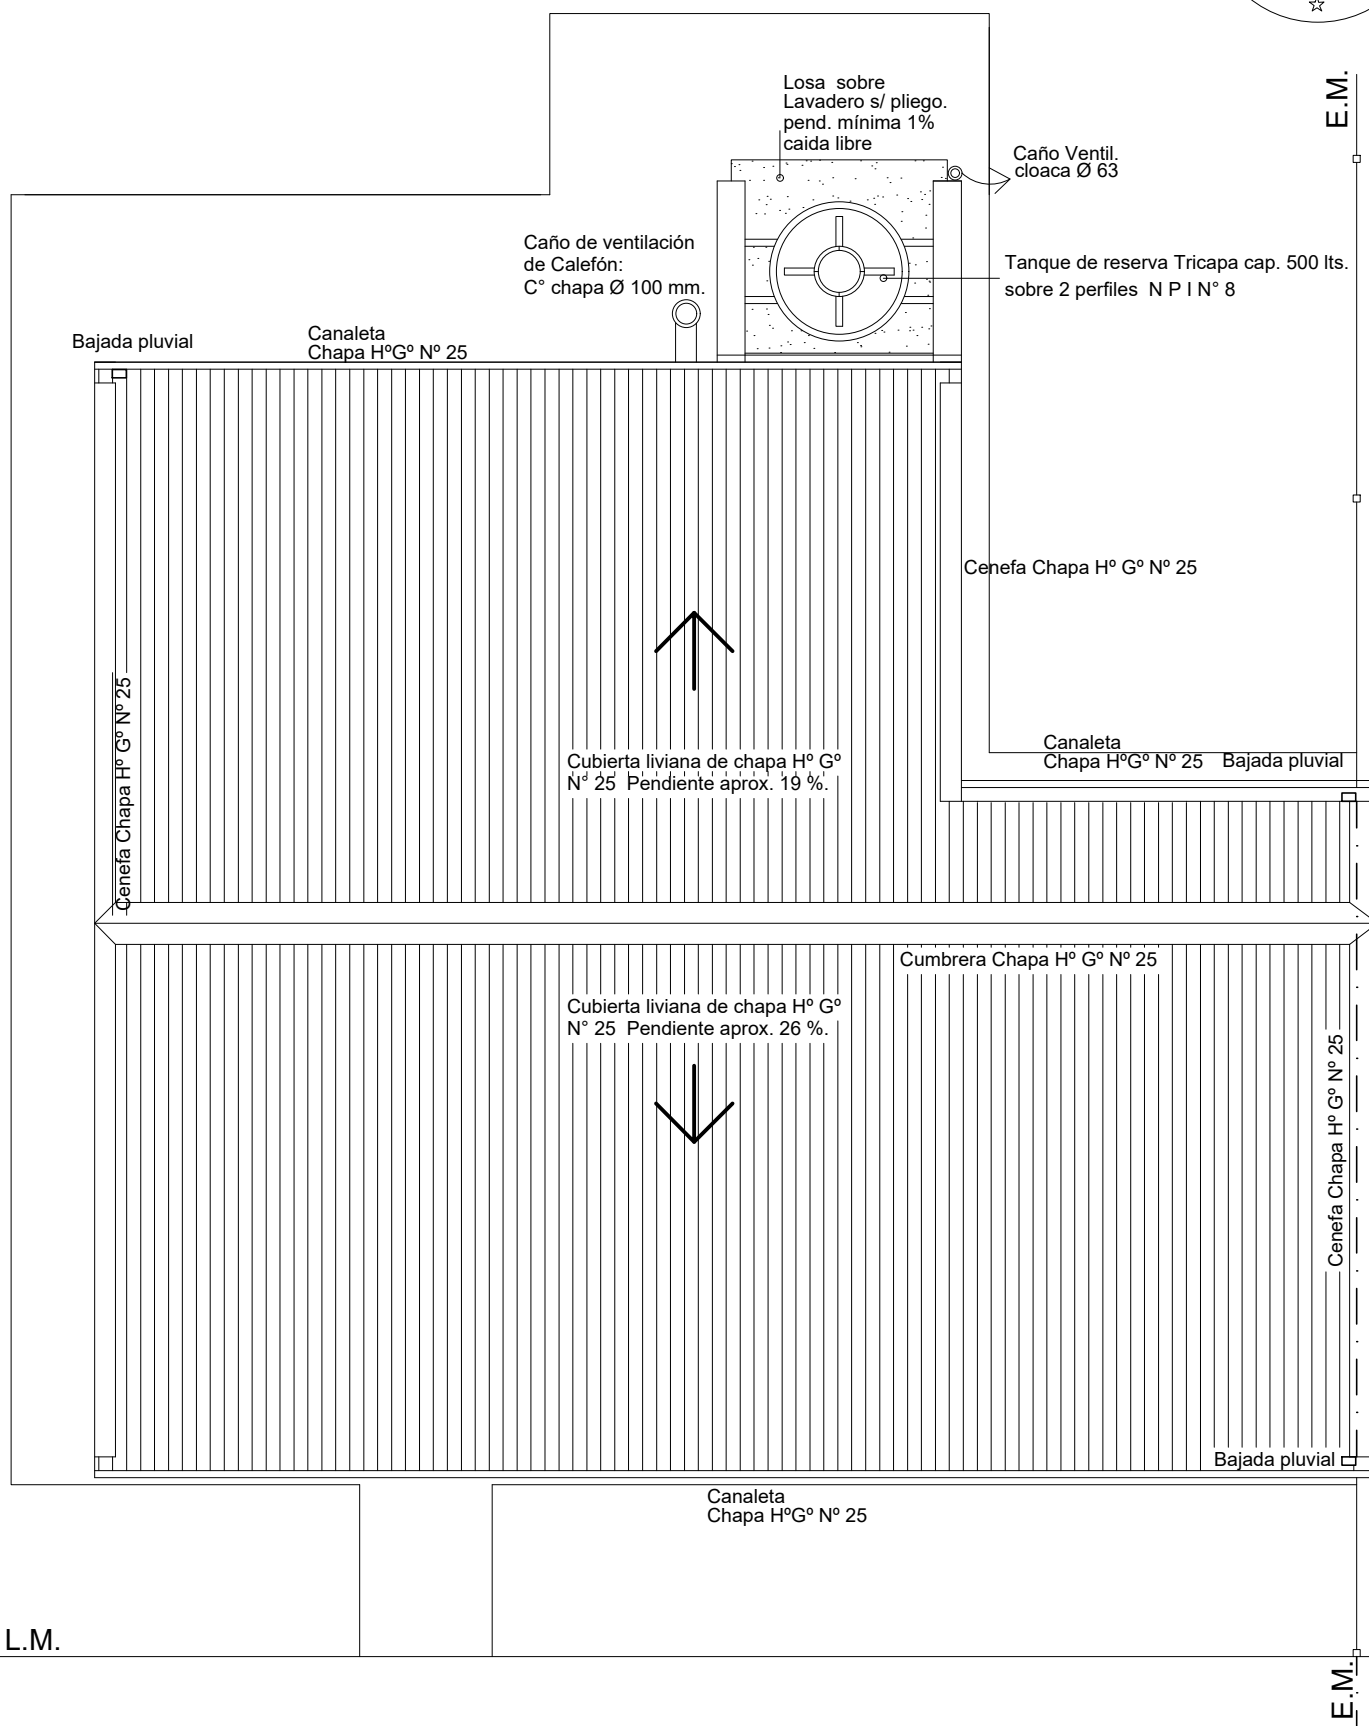 E.M.
Losa sobre
Lavadero s/ pliego.
pend. mínima 1%
caida libre
Caño Ventil.
cloaca Ø 63
Caño de ventilación
de Calefón:
C° chapa Ø 100 mm.
Tanque de reserva Tricapa cap. 500 lts.
sobre 2 perfiles N P I N° 8
Bajada pluvial
Canaleta
Chapa HºGº Nº 25
Cenefa Chapa Hº Gº Nº 25
Cenefa Chapa Hº Gº Nº 25
Canaleta
Chapa HºGº Nº 25
Bajada pluvial
Cubierta liviana de chapa Hº Gº
N° 25 Pendiente aprox. 19 %.
Cumbrera Chapa Hº Gº Nº 25
Cubierta liviana de chapa Hº Gº
N° 25 Pendiente aprox. 26 %.
Cenefa Chapa Hº Gº Nº 25
Bajada pluvial
Canaleta
Chapa HºGº Nº 25
L.M.
E.M.